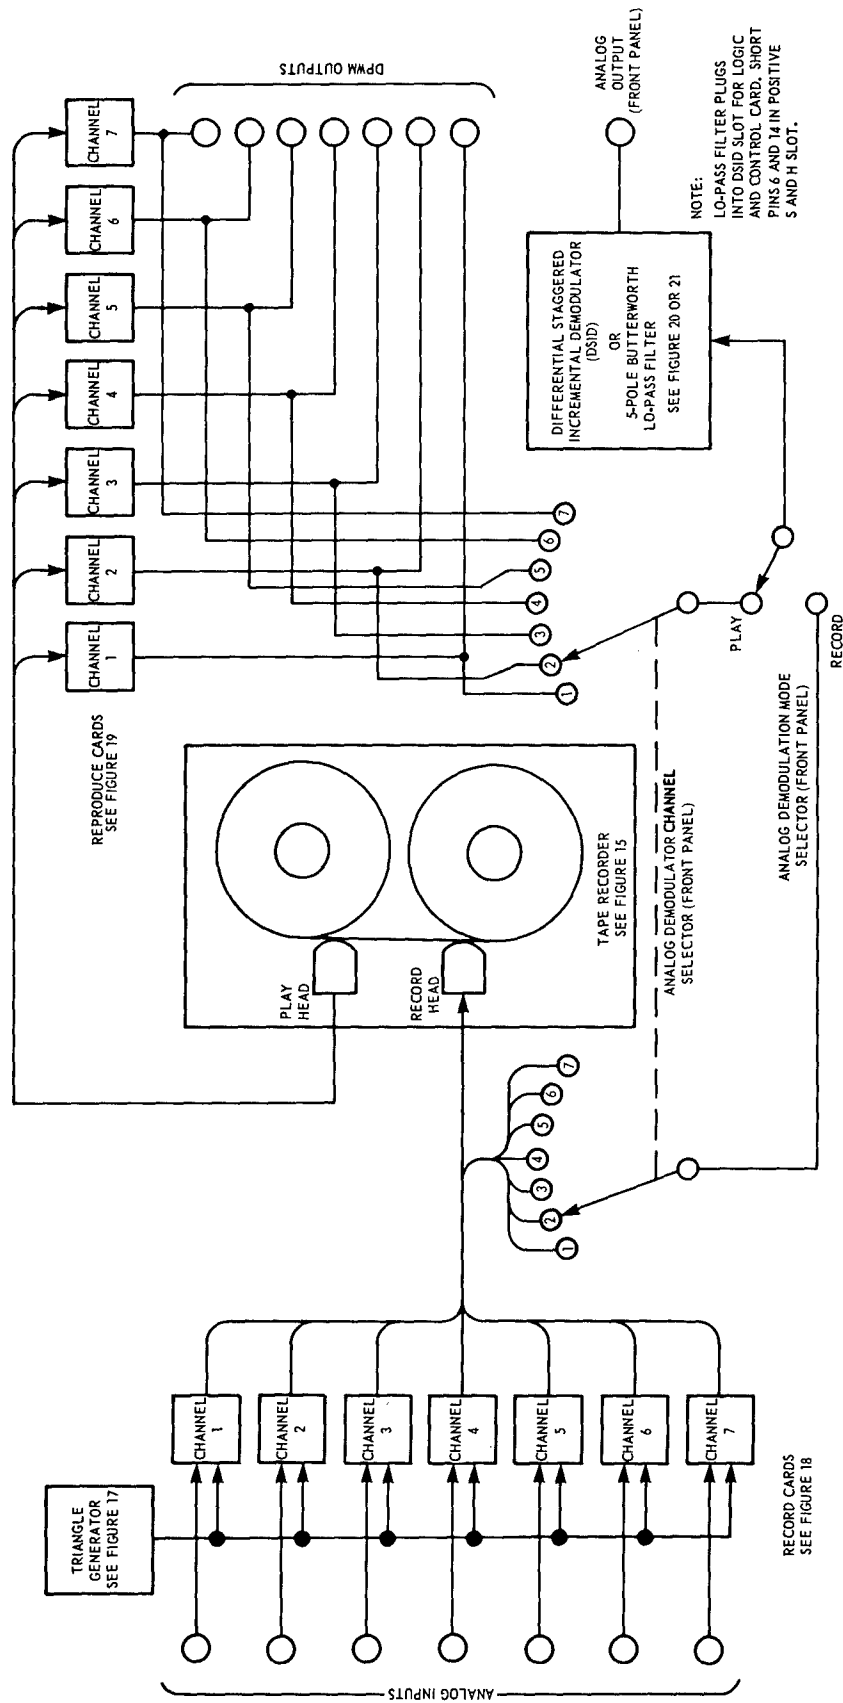 ANALOG INPUTS
TRIANGLE
GENERATOR
SEE FIGURE 17
CHANNEL
1
CHANNEL
2
CHANNEL
3
CHANNEL
4
CHANNEL
5
CHANNEL
6
CHANNEL
7
RECORD CARDS
SEE FIGURE 18
1
2
3
4
5
6
7
PLAY
HEAD
RECORD
HEAD
TAPE RECORDER
SEE FIGURE 15
ANALOG DEMODULATOR CHANNEL
SELECTOR (FRONT PANEL)
ANALOG DEMODULATION MODE
SELECTOR (FRONT PANEL)
REPRODUCE CARDS
SEE FIGURE 19
CHANNEL
1
CHANNEL
2
CHANNEL
3
CHANNEL
4
CHANNEL
5
CHANNEL
6
CHANNEL
7
DPWM OUTPUTS
1
2
3
4
5
6
7
PLAY
RECORD
DIFFERENTIAL STAGGERED
INCREMENTAL DEMODULATOR
(DSID)
OR
5-POLE BUTTERWORTH
LO-PASS FILTER
SEE FIGURE 20 OR 21
ANALOG
OUTPUT
(FRONT PANEL)
NOTE:
LO-PASS FILTER PLUGS
INTO DSID SLOT FOR LOGIC
AND CONTROL CARD. SHORT
PINS 6 AND 14 IN POSITIVE
S AND H SLOT.